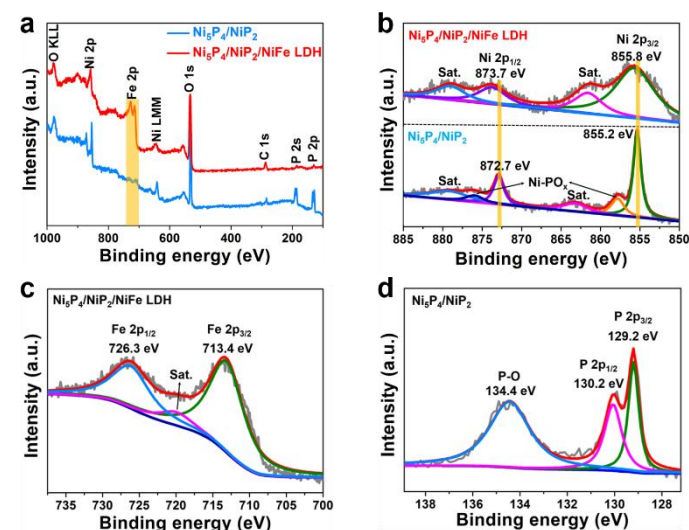 a
Ni₅P₄/NiP₂
Ni₅P₄/NiP₂/NiFe LDH
O KLL
Ni 2p
Fe 2p
Ni LMM
O 1s
C 1s
P 2s
P 2p
Intensity (a.u.)
1000 800 600 400 200
Binding energy (eV)
b
Ni₅P₄/NiP₂/NiFe LDH
Ni 2p₁/₂
873.7 eV
Ni 2p₃/₂
855.8 eV
Sat.
Sat.
855.2 eV
Ni₅P₄/NiP₂
872.7 eV
Ni-POₓ
Sat.
Sat.
Intensity (a.u.)
885 880 875 870 865 860 855 850
Binding energy (eV)
c
Ni₅P₄/NiP₂/NiFe LDH
Fe 2p₁/₂
726.3 eV
Fe 2p₃/₂
713.4 eV
Sat.
Intensity (a.u.)
735 730 725 720 715 710 705 700
Binding energy (eV)
d
Ni₅P₄/NiP₂
P 2p₃/₂
129.2 eV
P 2p₁/₂
130.2 eV
P-O
134.4 eV
Intensity (a.u.)
138 136 134 132 130 128
Binding energy (eV)